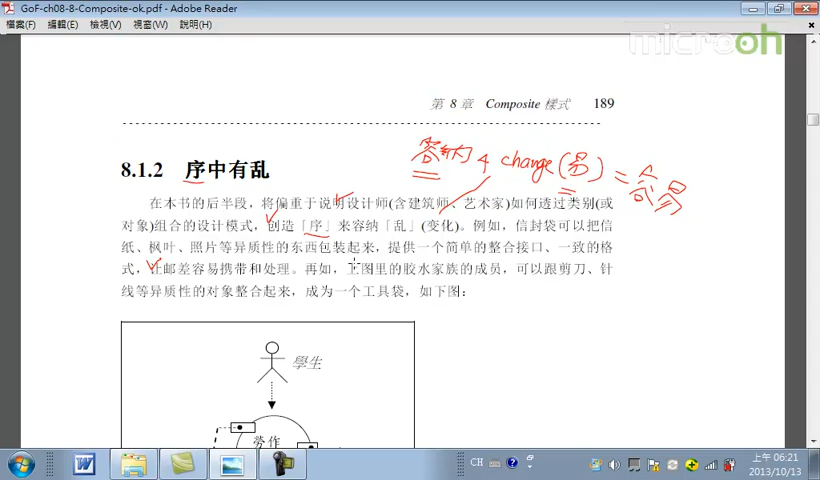 GoF-ch08-8-Composite-ok.pdf - Adobe Reader
檔案(F) 編輯(E) 檢視(V) 視窗(W) 說明(H)
microoh
第 8 章 Composite 樣式 189
容納 4 change (易) = 容易
8.1.2 序中有乱
在本书的后半段，将偏重于说明设计师(含建筑师、艺术家)如何透过类别(或
对象)组合的设计模式，创造「序」来容纳「乱」(变化)。例如，信封袋可以把信
纸、枫叶、照片等异质性的东西包装起来，提供一个简单的整合接口、一致的格
式，让邮差容易携带和处理。再如，上图里的胶水家族的成员，可以跟剪刀、针
线等异质性的对象整合起来，成为一个工具袋，如下图：
學生
勞作
CH
上午 06:21
2013/10/13